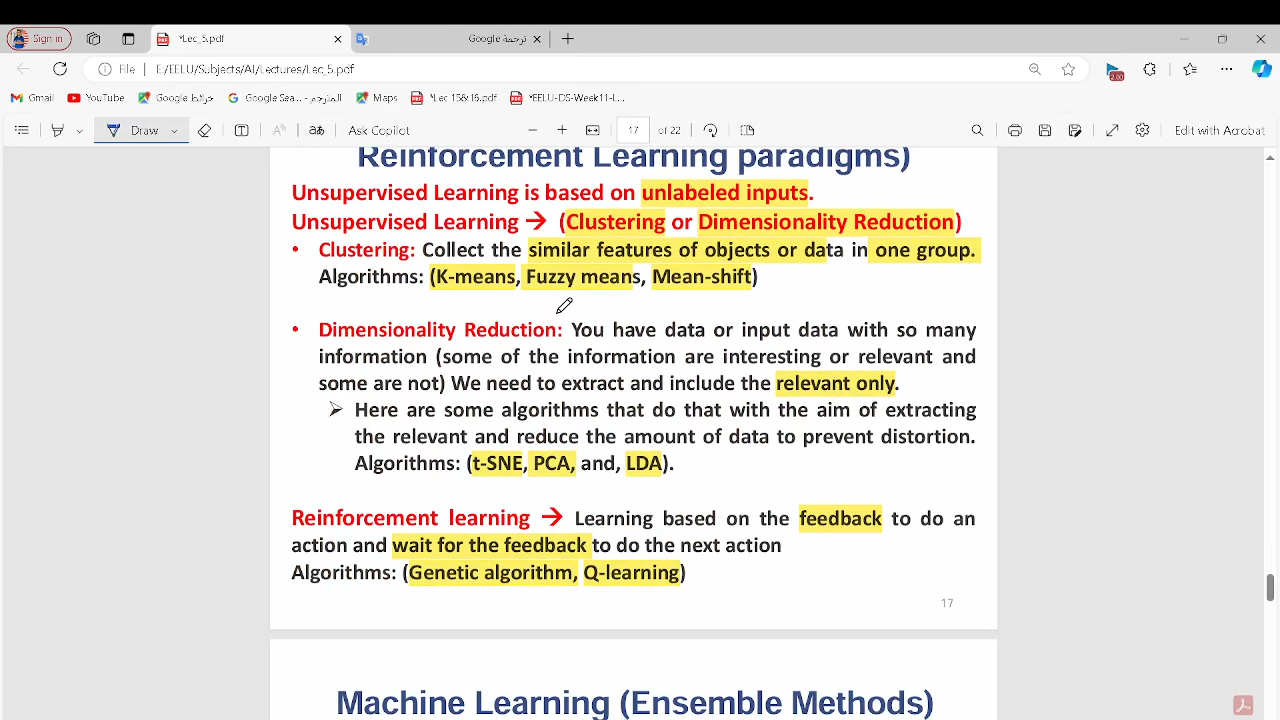 Sign in
*Lec_5.pdf
ترجمة Google
File
E:/EELU/Subjects/AI/Lectures/Lec_5.pdf
2.00
Gmail
YouTube
خرائط Google
المترجم - Google Sea...
Maps
*Lec 15&16.pdf
*EELU-DS-Week11-L...
Draw
Ask Copilot
17
of 22
Edit with Acrobat
Reinforcement Learning paradigms)
Unsupervised Learning is based on unlabeled inputs.
Unsupervised Learning → (Clustering or Dimensionality Reduction)
• Clustering: Collect the similar features of objects or data in one group.
Algorithms: (K-means, Fuzzy means, Mean-shift)
• Dimensionality Reduction: You have data or input data with so many
information (some of the information are interesting or relevant and
some are not) We need to extract and include the relevant only.
➢ Here are some algorithms that do that with the aim of extracting
the relevant and reduce the amount of data to prevent distortion.
Algorithms: (t-SNE, PCA, and, LDA).
Reinforcement learning → Learning based on the feedback to do an
action and wait for the feedback to do the next action
Algorithms: (Genetic algorithm, Q-learning)
17
Machine Learning (Ensemble Methods)